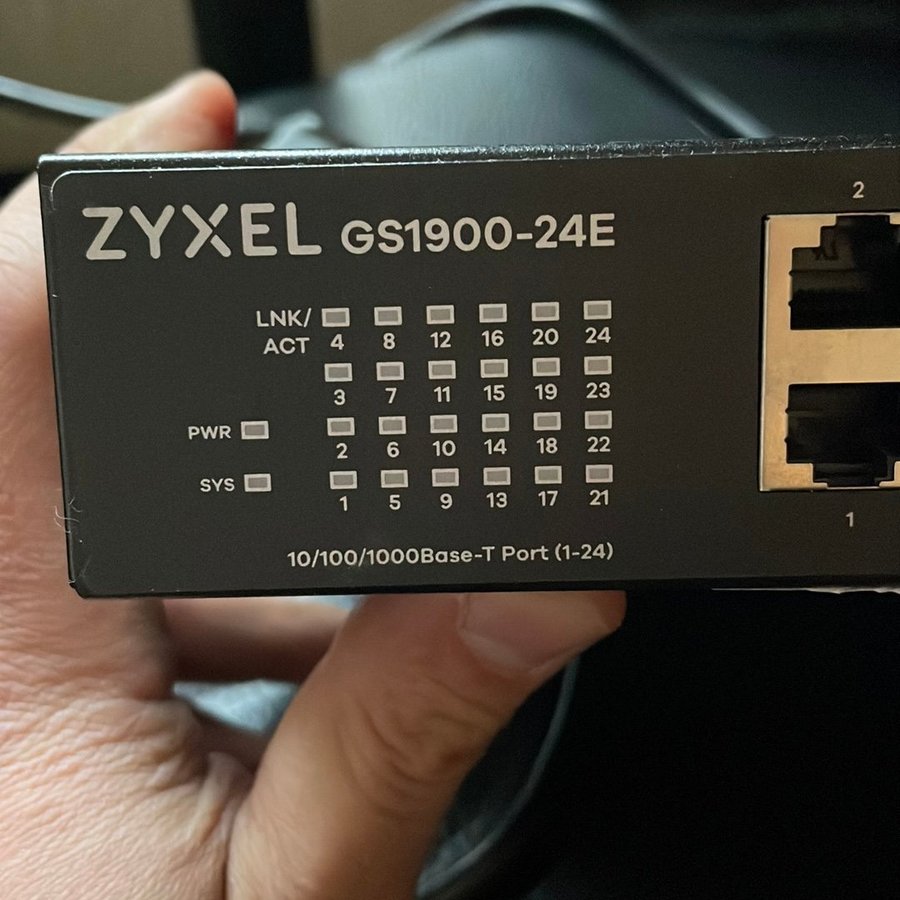 ZYXEL GS1900-24E
LNK/
ACT
4 8 12 16 20 24
3 7 11 15 19 23
PWR
2 6 10 14 18 22
SYS
1 5 9 13 17 21
10/100/1000Base-T Port (1-24)
2
1